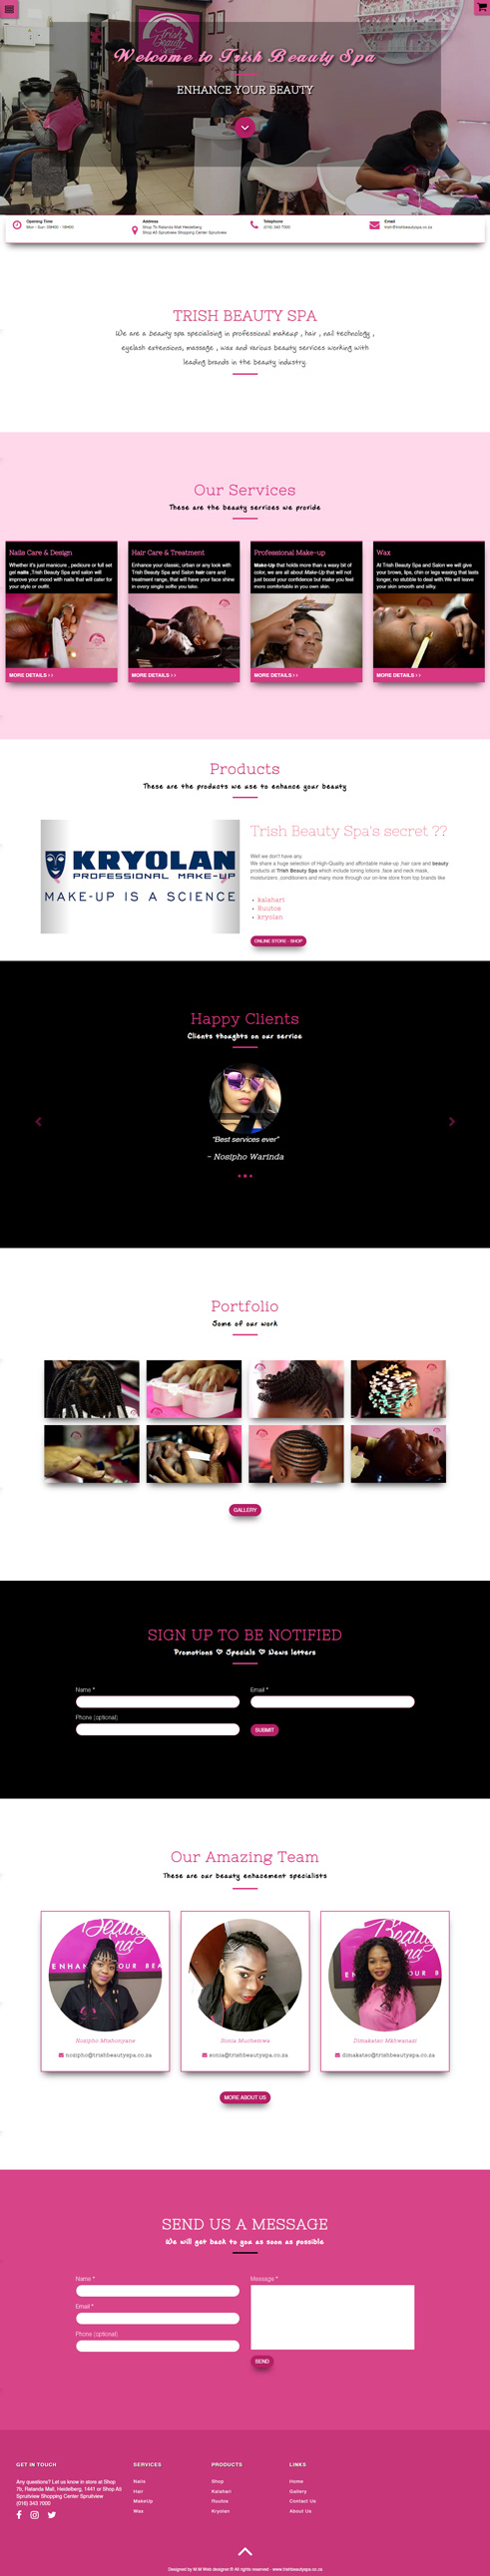 Trish Beauty
Welcome to Trish Beauty Spa
ENHANCE YOUR BEAUTY
Opening Time
Mon - Sun: 09H00 - 18H00
Address
Shop 7b Ratanda Mall Heidelberg
Shop A5 Spruitview Shopping Center Spruitview
Telephone
(016) 343 7000
Email
trish@trishbeautyspa.co.za
TRISH BEAUTY SPA
We are a beauty spa specialising in professional makeup , hair , nail technology ,
eyelash extensions, massage , wax and various beauty services working with
leading brands in the beauty industry.
Our Services
These are the beauty services we provide
Nails Care & Design
Whether it's just manicure , pedicure or full set
gel nails ,Trish Beauty Spa and salon will
improve your mood with nails that will cater for
your style or outfit.
MORE DETAILS ››
Hair Care & Treatment
Enhance your classic, urban or any look with
Trish Beauty Spa and Salon hair care and
treatment range, that will have your face shine
in every single selfie you take.
MORE DETAILS ››
Professional Make-up
Make-Up that holds more than a wasy bit of
color, we are all about Make-Up that will not
just boost your confidence but make you feel
more comfortable in you own skin.
MORE DETAILS ››
Wax
At Trish Beauty Spa and Salon we will give
your brows, lips, chin or legs waxing that lasts
longer, no stubble to deal with.We will leave
your skin smooth and silky.
MORE DETAILS ››
Products
These are the products we use to enhance your beauty
KRYOLAN
PROFESSIONAL MAKE-UP
MAKE-UP IS A SCIENCE
Trish Beauty Spa's secret ??
Well we don't have any.
We share a huge selection of High-Quality and affordable make-up ,hair care and beauty
products at Trish Beauty Spa which include toning lotions ,face and neck mask,
moisturizers ,conditioners and many more through our on-line store from top brands like
kalahari
Ruutos
kryolan
ONLINE STORE - SHOP
Happy Clients
Clients thoughts on our service
"Best services ever"
~ Nosipho Warinda
Portfolio
Some of our work
GALLERY
SIGN UP TO BE NOTIFIED
Promotions ♡ Specials ♡ News letters
Name *
Email *
Phone (optional)
SUBMIT
Our Amazing Team
These are our beauty enhacement specialists
Nosipho Mtshonyane
nosipho@trishbeautyspa.co.za
Sonia Muchemwa
sonia@trishbeautyspa.co.za
Dimakatso Mkhwanazi
dimakatso@trishbeautyspa.co.za
MORE ABOUT US
SEND US A MESSAGE
We will get back to you as soon as possible
Name *
Message *
Email *
Phone (optional)
SEND
GET IN TOUCH
Any questions? Let us know in store at Shop
7b, Ratanda Mall, Heidelberg, 1441 or Shop A5
Spruitview Shopping Center Spruitview
(016) 343 7000
SERVICES
Nails
Hair
MakeUp
Wax
PRODUCTS
Shop
Kalahari
Ruutos
Kryolan
LINKS
Home
Gallery
Contact Us
About Us
Designed by W.W Web designer © All rights reserved - www.trishbeautyspa.co.za